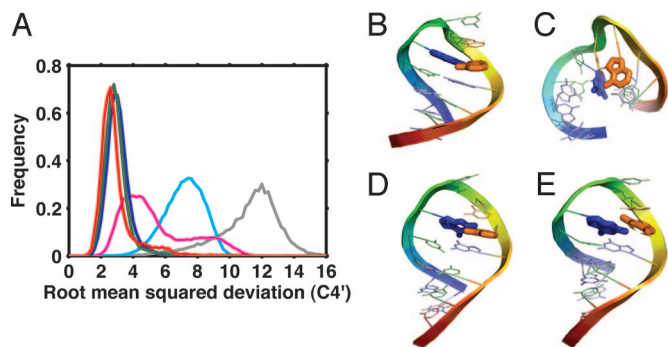 A
B
C
0.8
0.6
0.4
0.2
0
Frequency
0 2 4 6 8 10 12 14 16
Root mean squared deviation (C4')
D
E